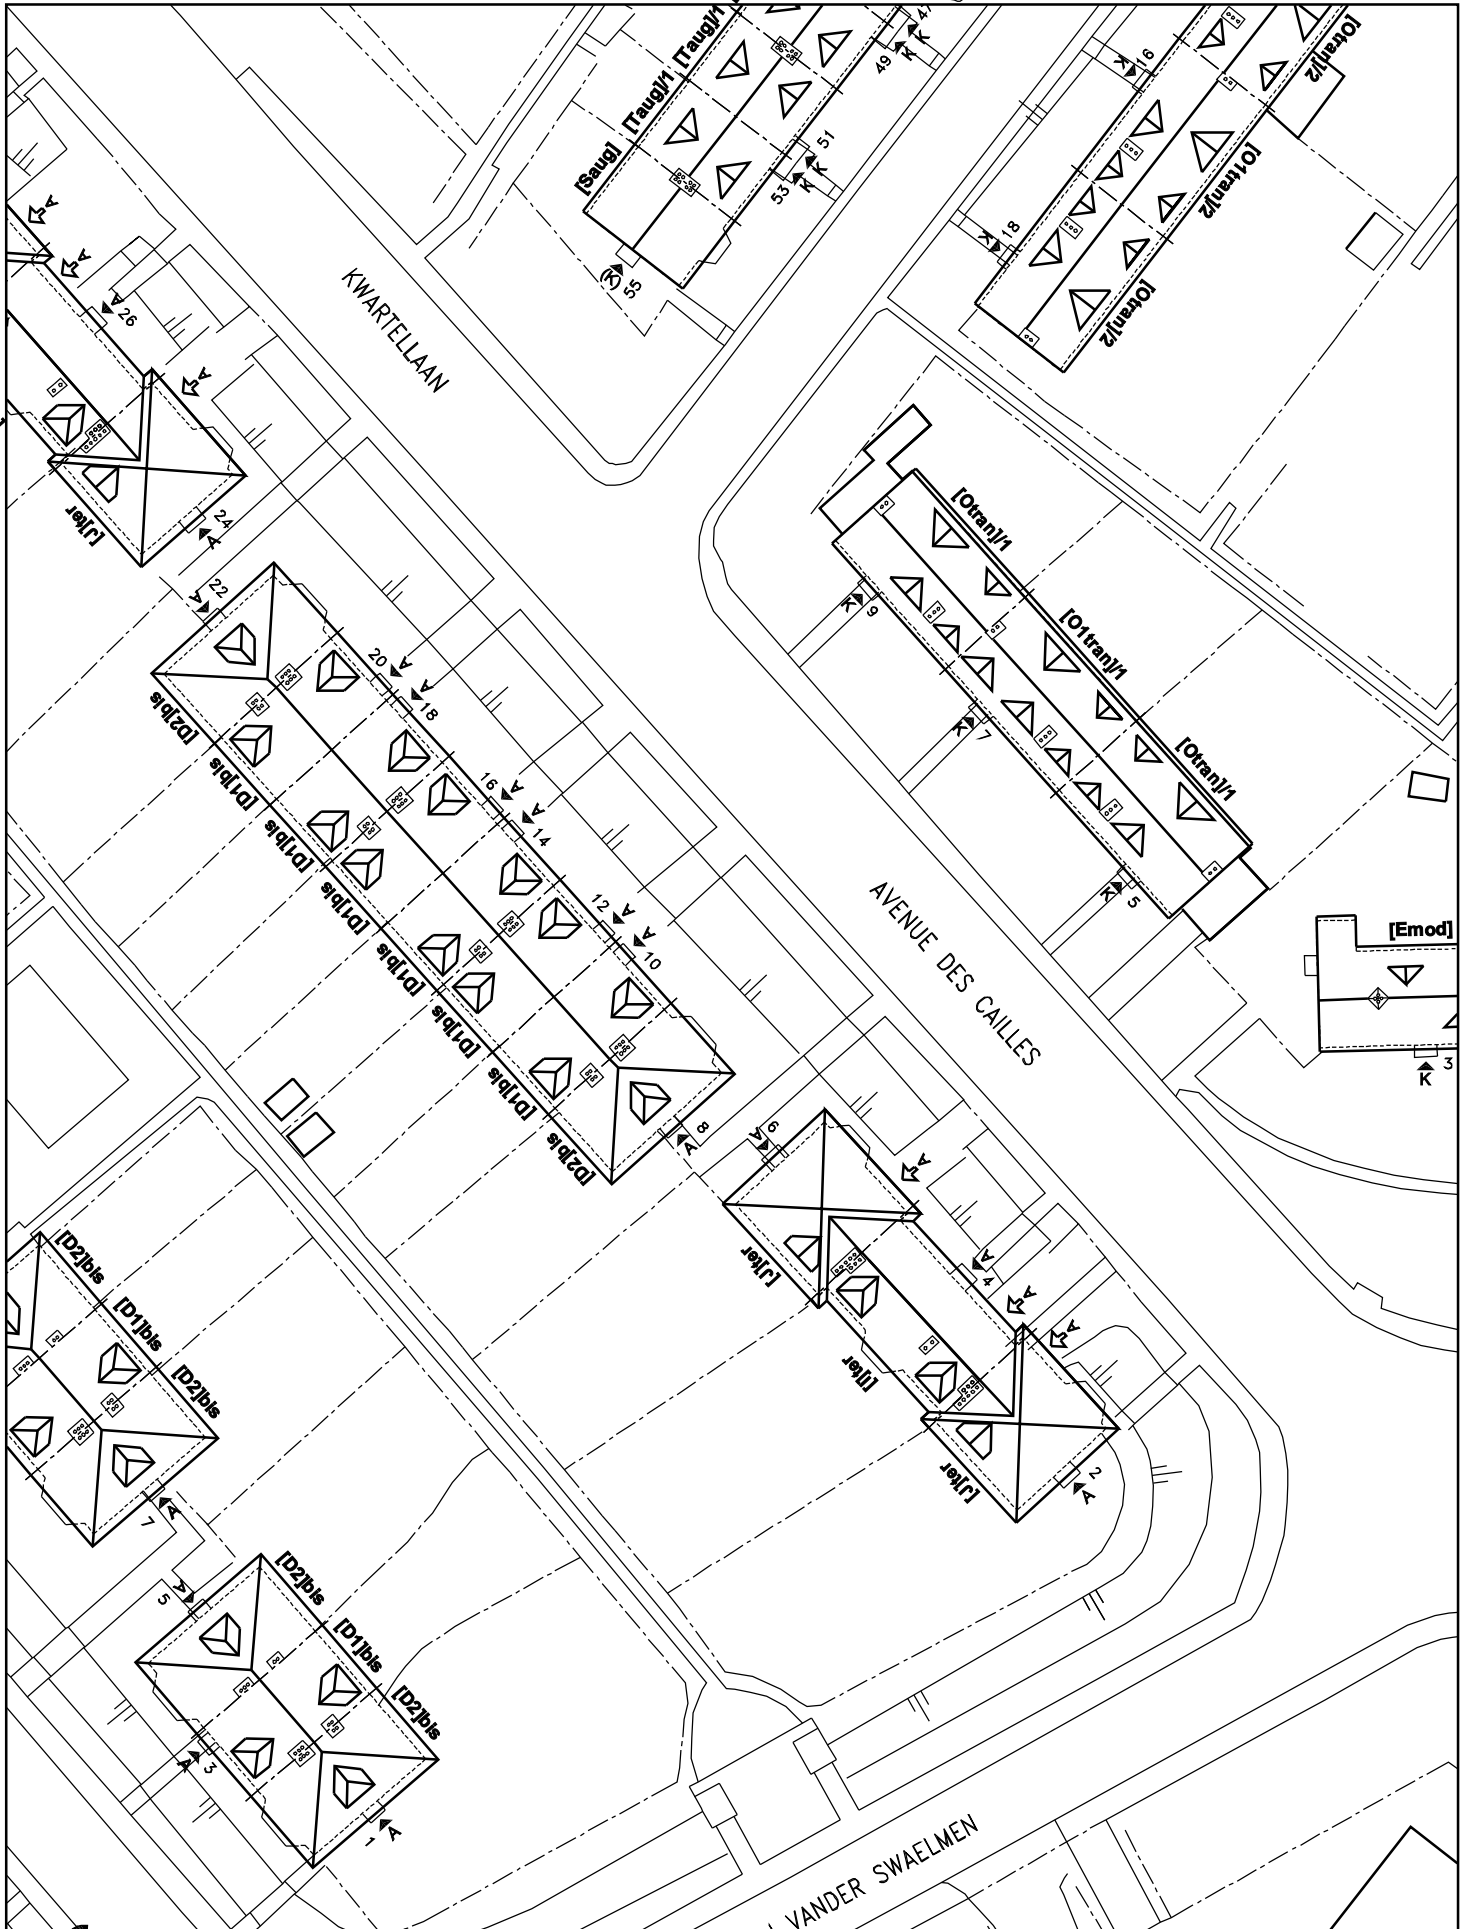 [Taug]/1
[Taug]/1
[Saug]
47
K
K
49
51
K
K
53
(K)
55
K
16
[Otran]/2
[O1tran]/2
K
18
[Otran]/2
KWARTELLAAN
A
A
A
26
A
[J]ter
24
A
22
A
20
A
A
18
[D2]bis
[D1]bis
16
A
A
14
[D1]bis
[D1]bis
12
A
A
10
[D1]bis
[D1]bis
[D1]bis
[D2]bis
8
A
[Otran]/1
K
9
[O1tran]/1
K
7
[Otran]/1
K
5
AVENUE DES CAILLES
[Emod]
3
K
6
A
A
[J]ter
A
4
A
A
[I]ter
[J]ter
2
A
[D2]bis
[D1]bis
[D2]bis
7
A
5
A
[D2]bis
[D1]bis
[D2]bis
A
3
1
A
VANDER SWAELMEN